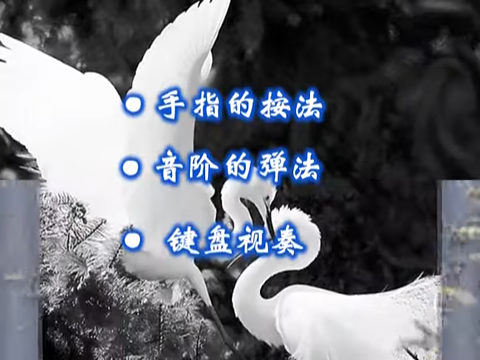 • 手指的按法
• 音阶的弹法
• 键盘视奏